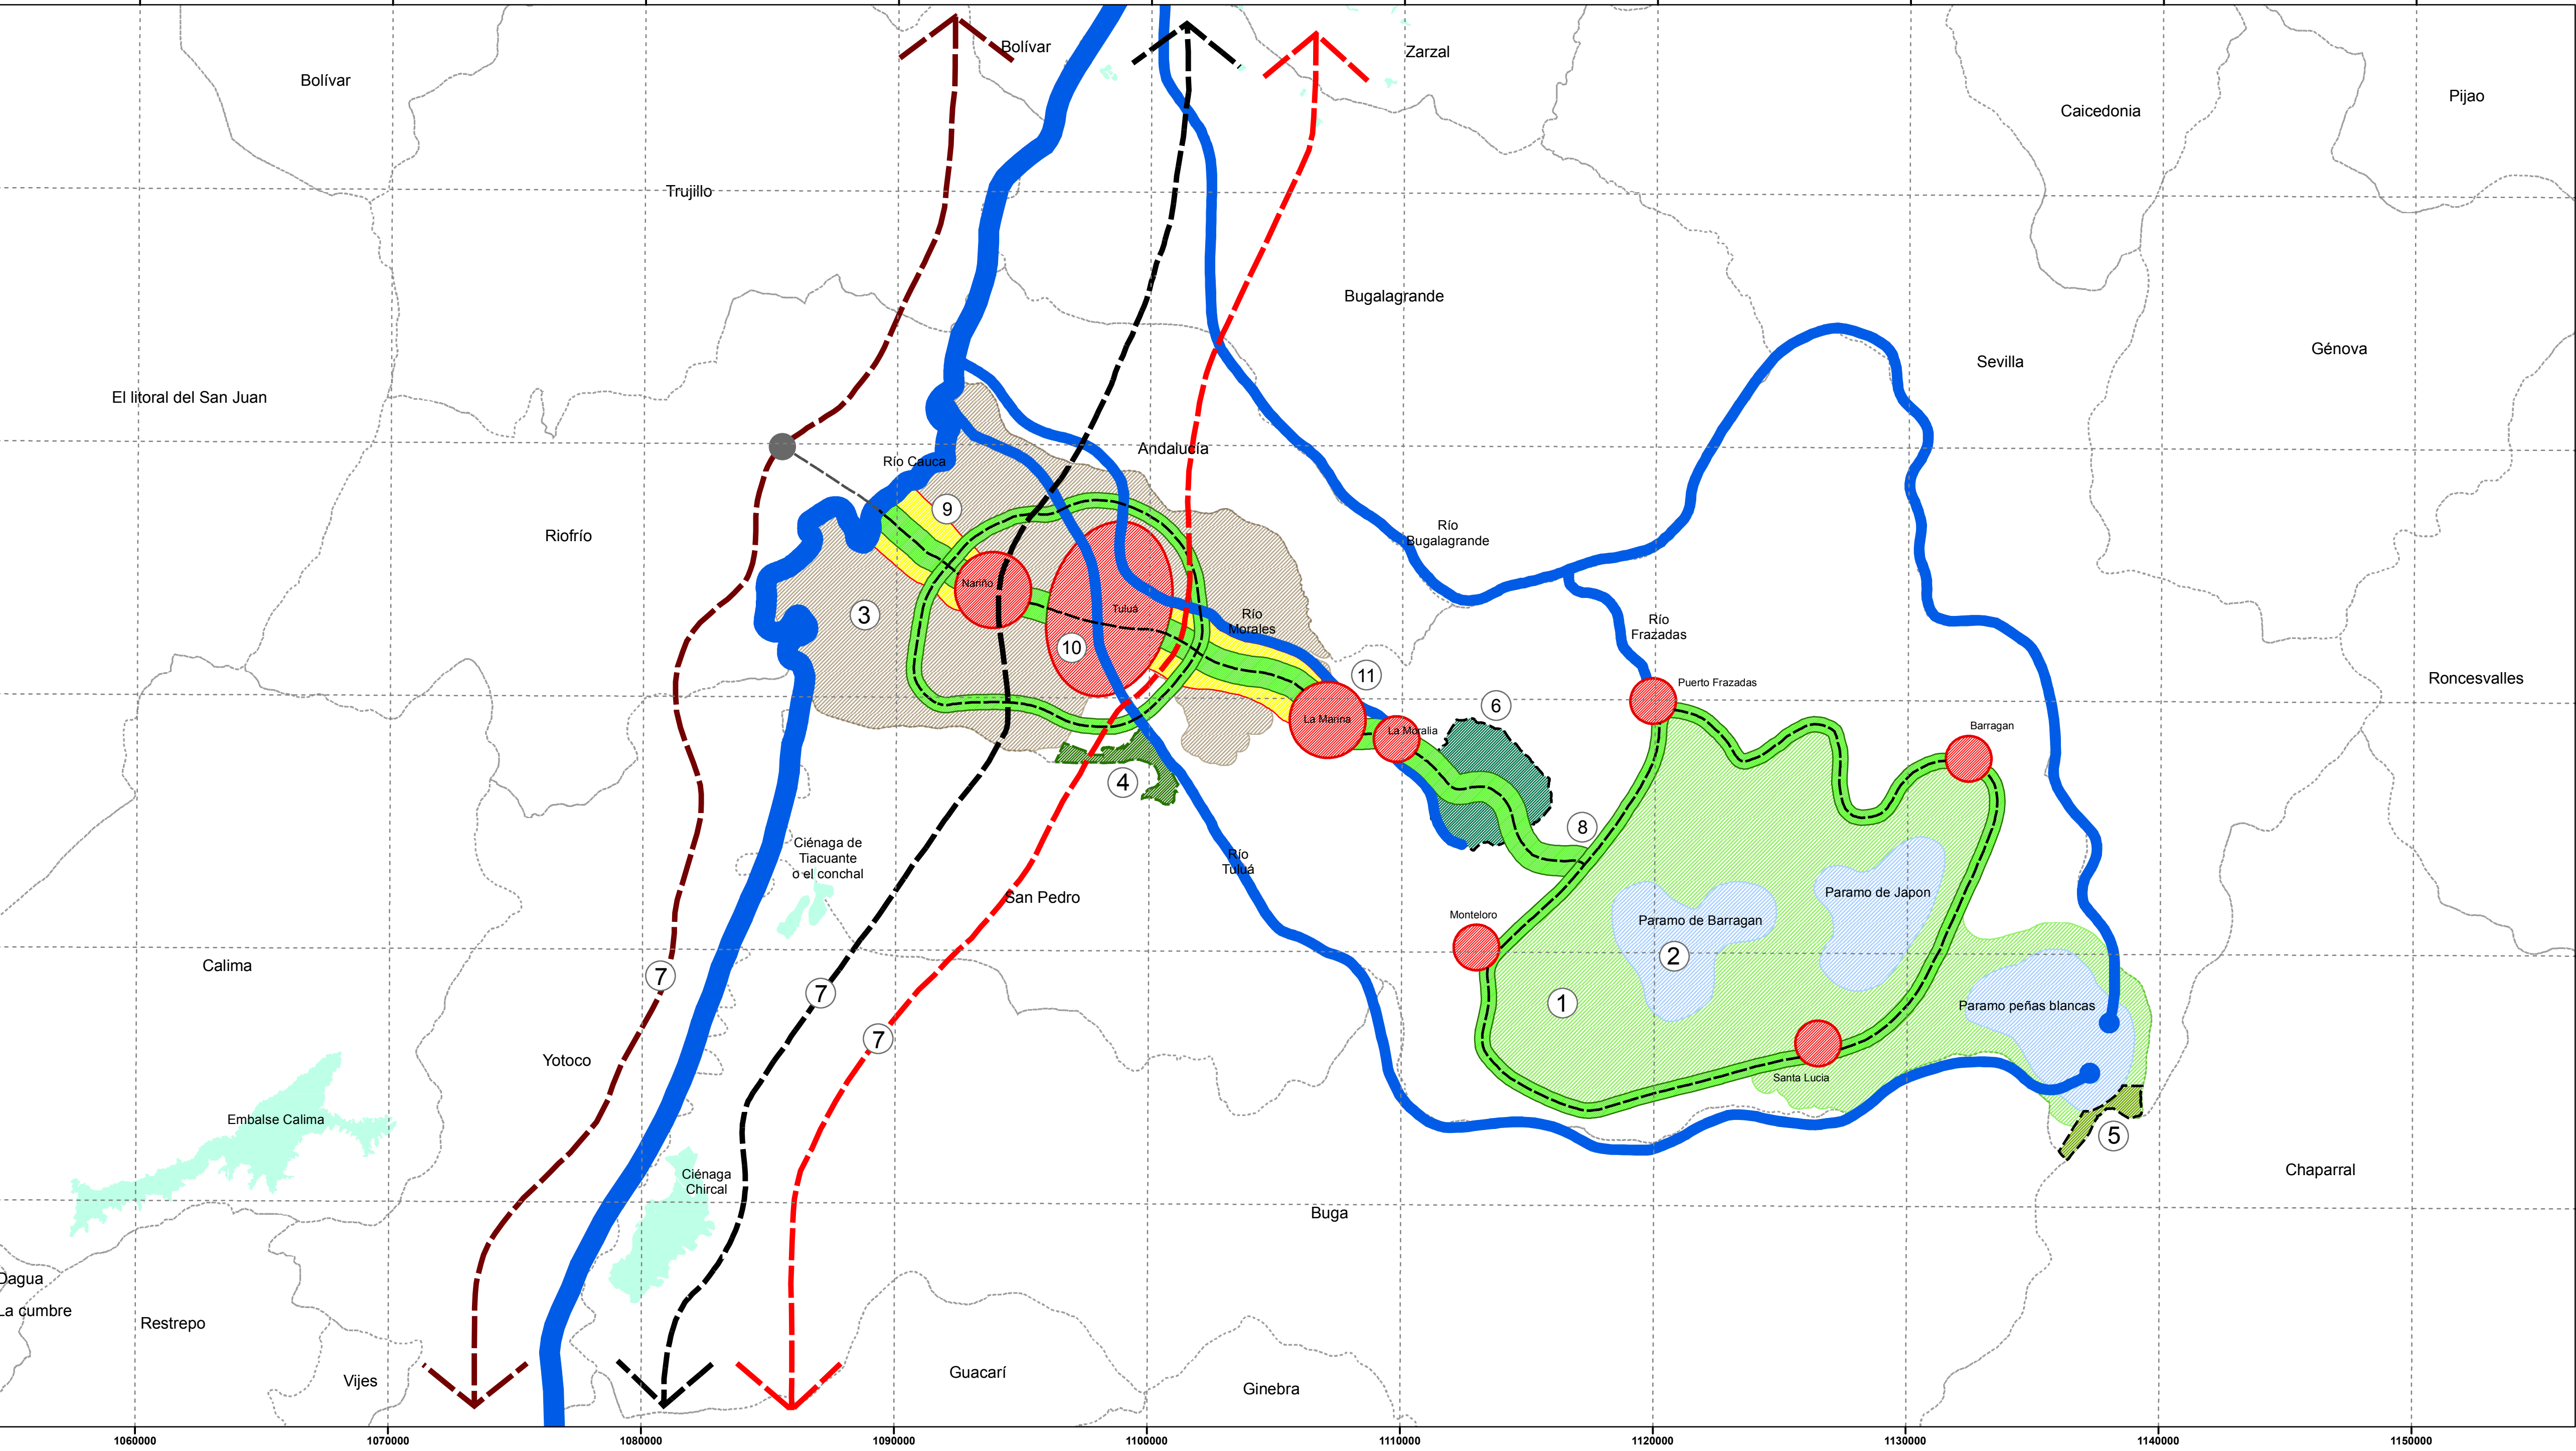 Bolívar
Bolívar
Zarzal
Caicedonia
Pijao
Trujillo
Bugalagrande
Sevilla
Génova
El litoral del San Juan
Andalucía
Río Cauca
9
Riofrío
Río
Bugalagrande
Nariño
3
Tuluá
10
Río
Morales
Río
Frazadas
11
Puerto Frazadas
Roncesvalles
6
La Marina
La Moralia
Barragan
4
8
Ciénaga de
Tiacuante
o el conchal
Río
Tuluá
San Pedro
Paramo de Japon
Paramo de Barragan
Monteloro
2
Calima
7
7
7
1
Paramo peñas blancas
Yotoco
Santa Lucia
Embalse Calima
5
Ciénaga
Chircal
Chaparral
Buga
Dagua
La cumbre
Restrepo
Vijes
Guacarí
Ginebra
1060000
1070000
1080000
1090000
1100000
1110000
1120000
1130000
1140000
1150000